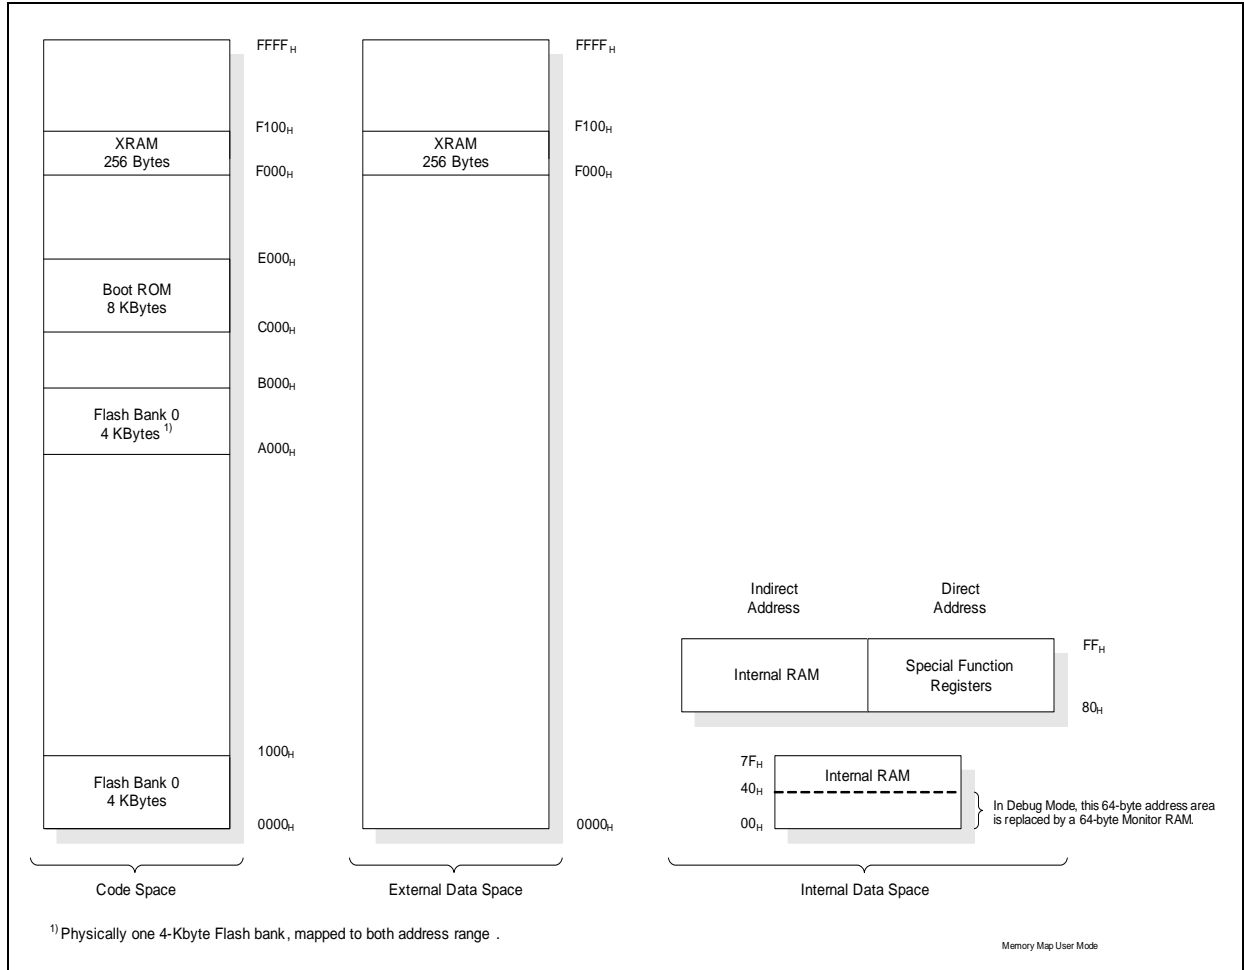 FFFFH
F100H
XRAM
256 Bytes
F000H
E000H
Boot ROM
8 KBytes
C000H
B000H
Flash Bank 0
4 KBytes 1)
A000H
1000H
Flash Bank 0
4 KBytes
0000H
Code Space
FFFFH
F100H
XRAM
256 Bytes
F000H
0000H
External Data Space
Indirect
Address
Direct
Address
Internal RAM
Special Function
Registers
FFH
80H
7FH
Internal RAM
40H
00H
In Debug Mode, this 64-byte address area
is replaced by a 64-byte Monitor RAM.
Internal Data Space
1) Physically one 4-Kbyte Flash bank, mapped to both address range .
Memory Map User Mode